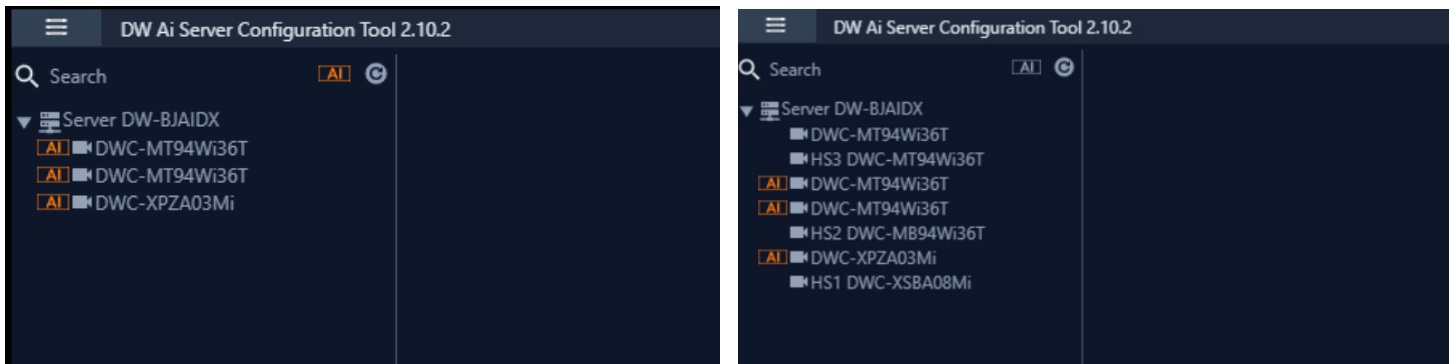 DW Ai Server Configuration Tool 2.10.2
Search AI
Server DW-BJAIDX
AI DWC-MT94Wi36T
AI DWC-MT94Wi36T
AI DWC-XPZA03Mi
DW Ai Server Configuration Tool 2.10.2
Search AI
Server DW-BJAIDX
DWC-MT94Wi36T
HS3 DWC-MT94Wi36T
AI DWC-MT94Wi36T
AI DWC-MT94Wi36T
HS2 DWC-MB94Wi36T
AI DWC-XPZA03Mi
HS1 DWC-XSBA08Mi